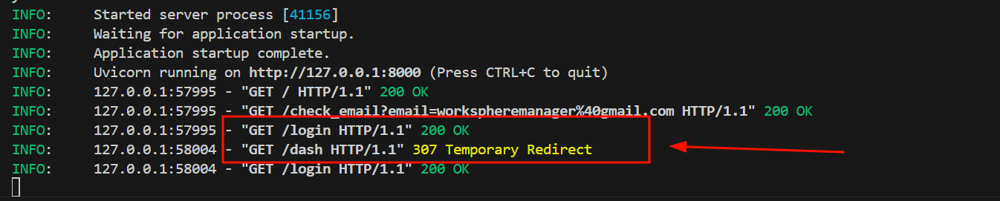 INFO: Started server process [41156]
INFO: Waiting for application startup.
INFO: Application startup complete.
INFO: Uvicorn running on http://127.0.0.1:8000 (Press CTRL+C to quit)
INFO: 127.0.0.1:57995 - "GET / HTTP/1.1" 200 OK
INFO: 127.0.0.1:57995 - "GET /check_email?email=workspheremanager%40gmail.com HTTP/1.1" 200 OK
INFO: 127.0.0.1:57995 - "GET /login HTTP/1.1" 200 OK
INFO: 127.0.0.1:58004 - "GET /dash HTTP/1.1" 307 Temporary Redirect
INFO: 127.0.0.1:58004 - "GET /login HTTP/1.1" 200 OK